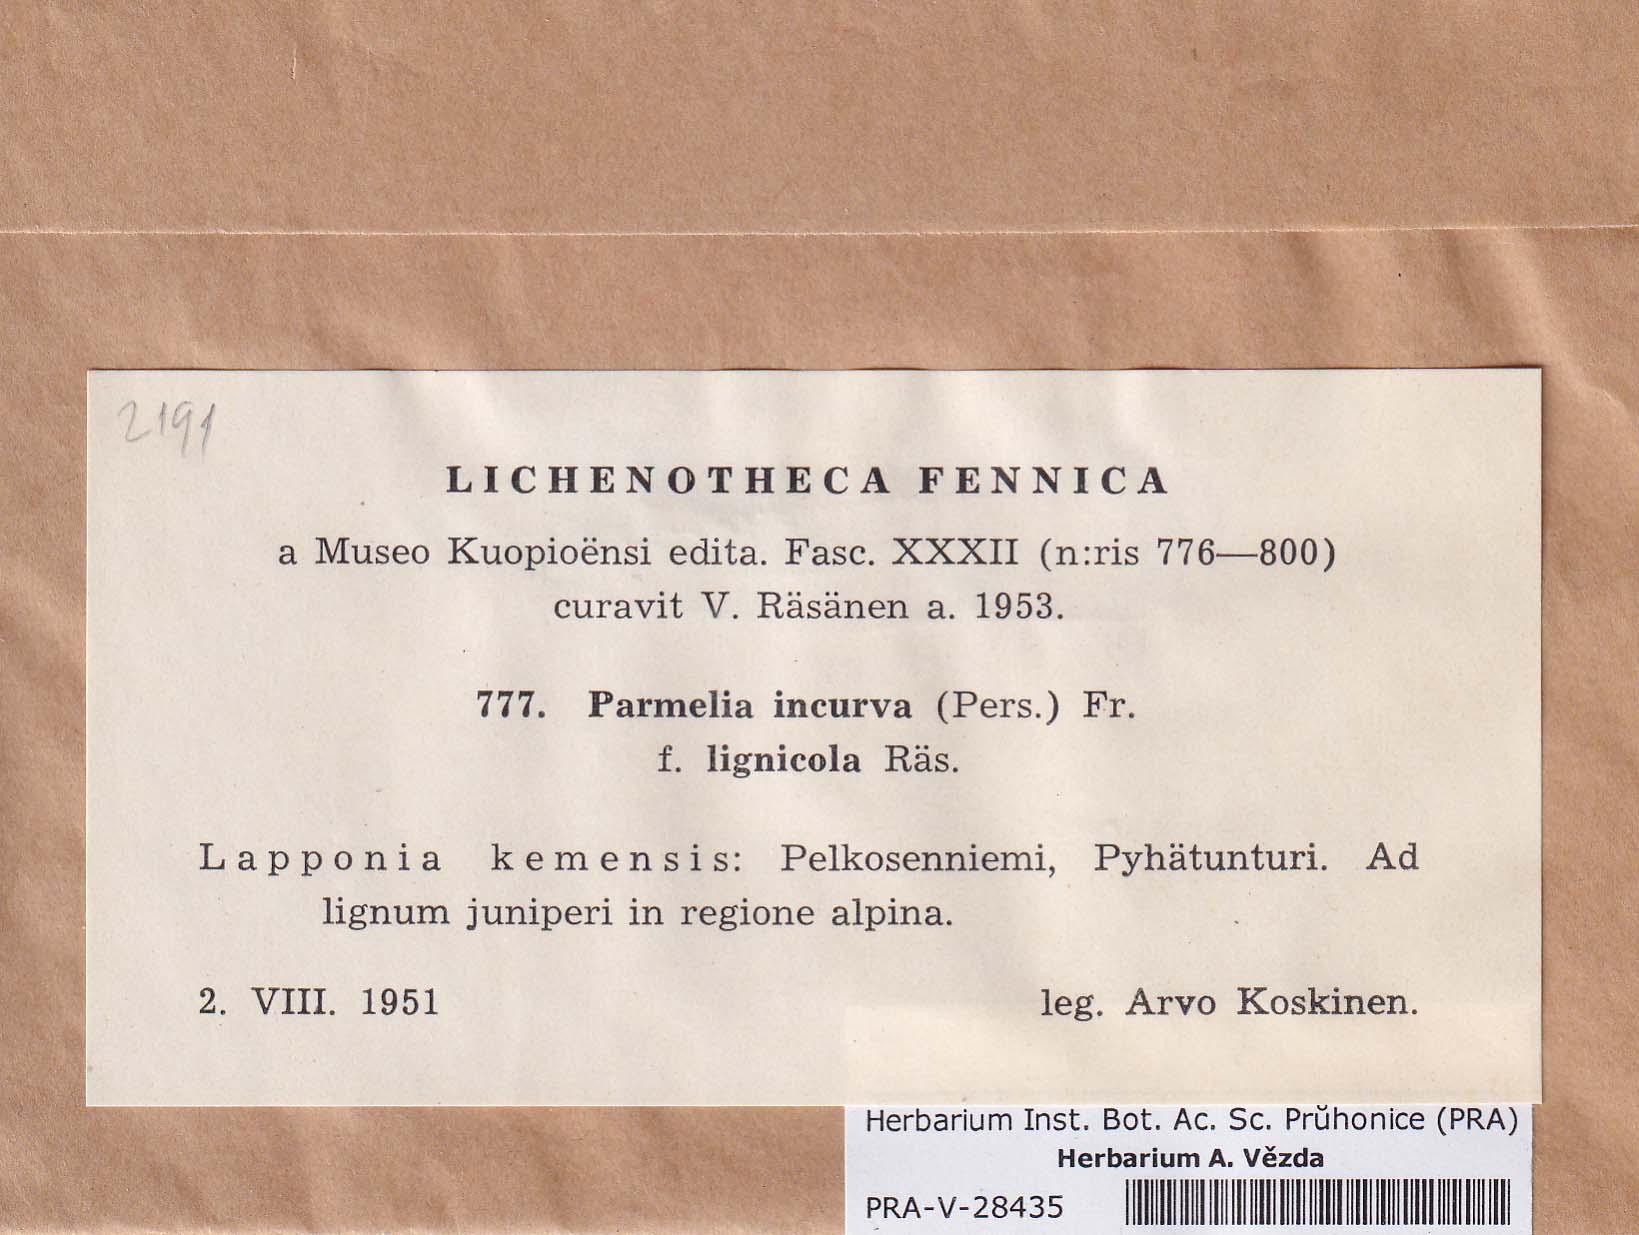 2191
LICHENOTHECA FENNICA
a Museo Kuopioënsi edita. Fasc. XXXII (n:ris 776—800)
curavit V. Räsänen a. 1953.
777. Parmelia incurva (Pers.) Fr.
f. lignicola Räs.
Lapponia kemensis: Pelkosenniemi, Pyhätunturi. Ad
lignum juniperi in regione alpina.
2. VIII. 1951 leg. Arvo Koskinen.
Herbarium Inst. Bot. Ac. Sc. Prŭhonice (PRA)
Herbarium A. Vězda
PRA-V-28435